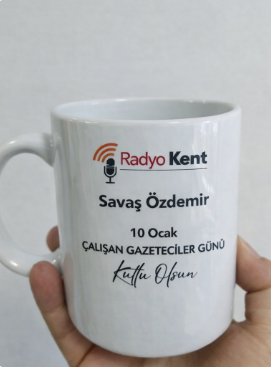 Radyo Kent
Savaş Özdemir
10 Ocak
ÇALIŞAN GAZETECİLER GÜNÜ
Kutlu Olsun